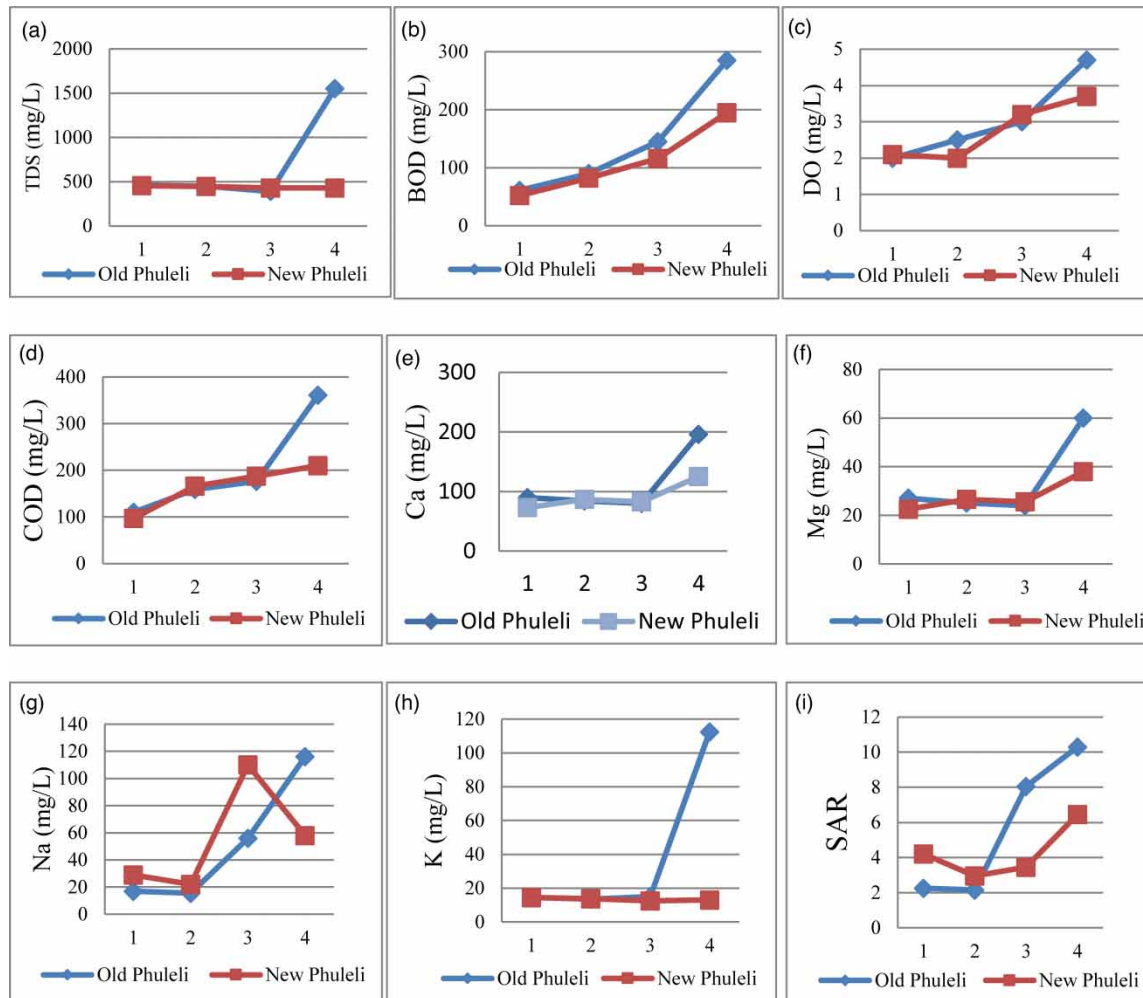 (a)
TDS (mg/L)
2000
1500
1000
500
0
1 2 3 4
Old Phuleli New Phuleli
(b)
BOD (mg/L)
300
200
100
0
1 2 3 4
Old Phuleli New Phuleli
(c)
DO (mg/L)
5
4
3
2
1
0
1 2 3 4
Old Phuleli New Phuleli
(d)
COD (mg/L)
400
300
200
100
0
1 2 3 4
Old Phuleli New Phuleli
(e)
Ca (mg/L)
300
200
100
0
1 2 3 4
Old Phuleli New Phuleli
(f)
Mg (mg/L)
80
60
40
20
0
1 2 3 4
Old Phuleli New Phuleli
(g)
Na (mg/L)
140
120
100
80
60
40
20
0
1 2 3 4
Old Phuleli New Phuleli
(h)
K (mg/L)
120
100
80
60
40
20
0
1 2 3 4
Old Phuleli New Phuleli
(i)
SAR
12
10
8
6
4
2
0
1 2 3 4
Old Phuleli New Phuleli